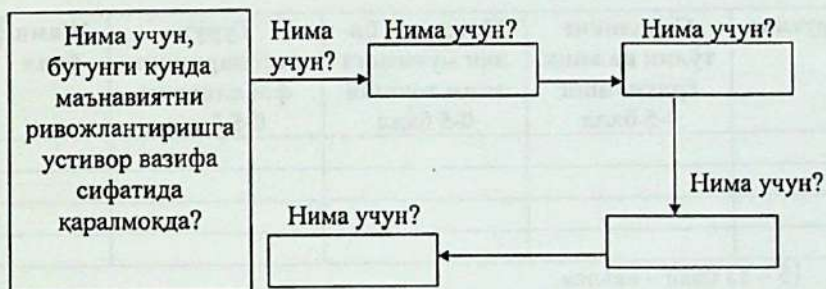 Нима учун,
бугунги кунда
маънавиятни
ривожлантиришга
устивор вазифа
сифатида
қаралмоқда?
Нима
учун?
Нима учун?
Нима учун?
Нима учун?
Нима учун?